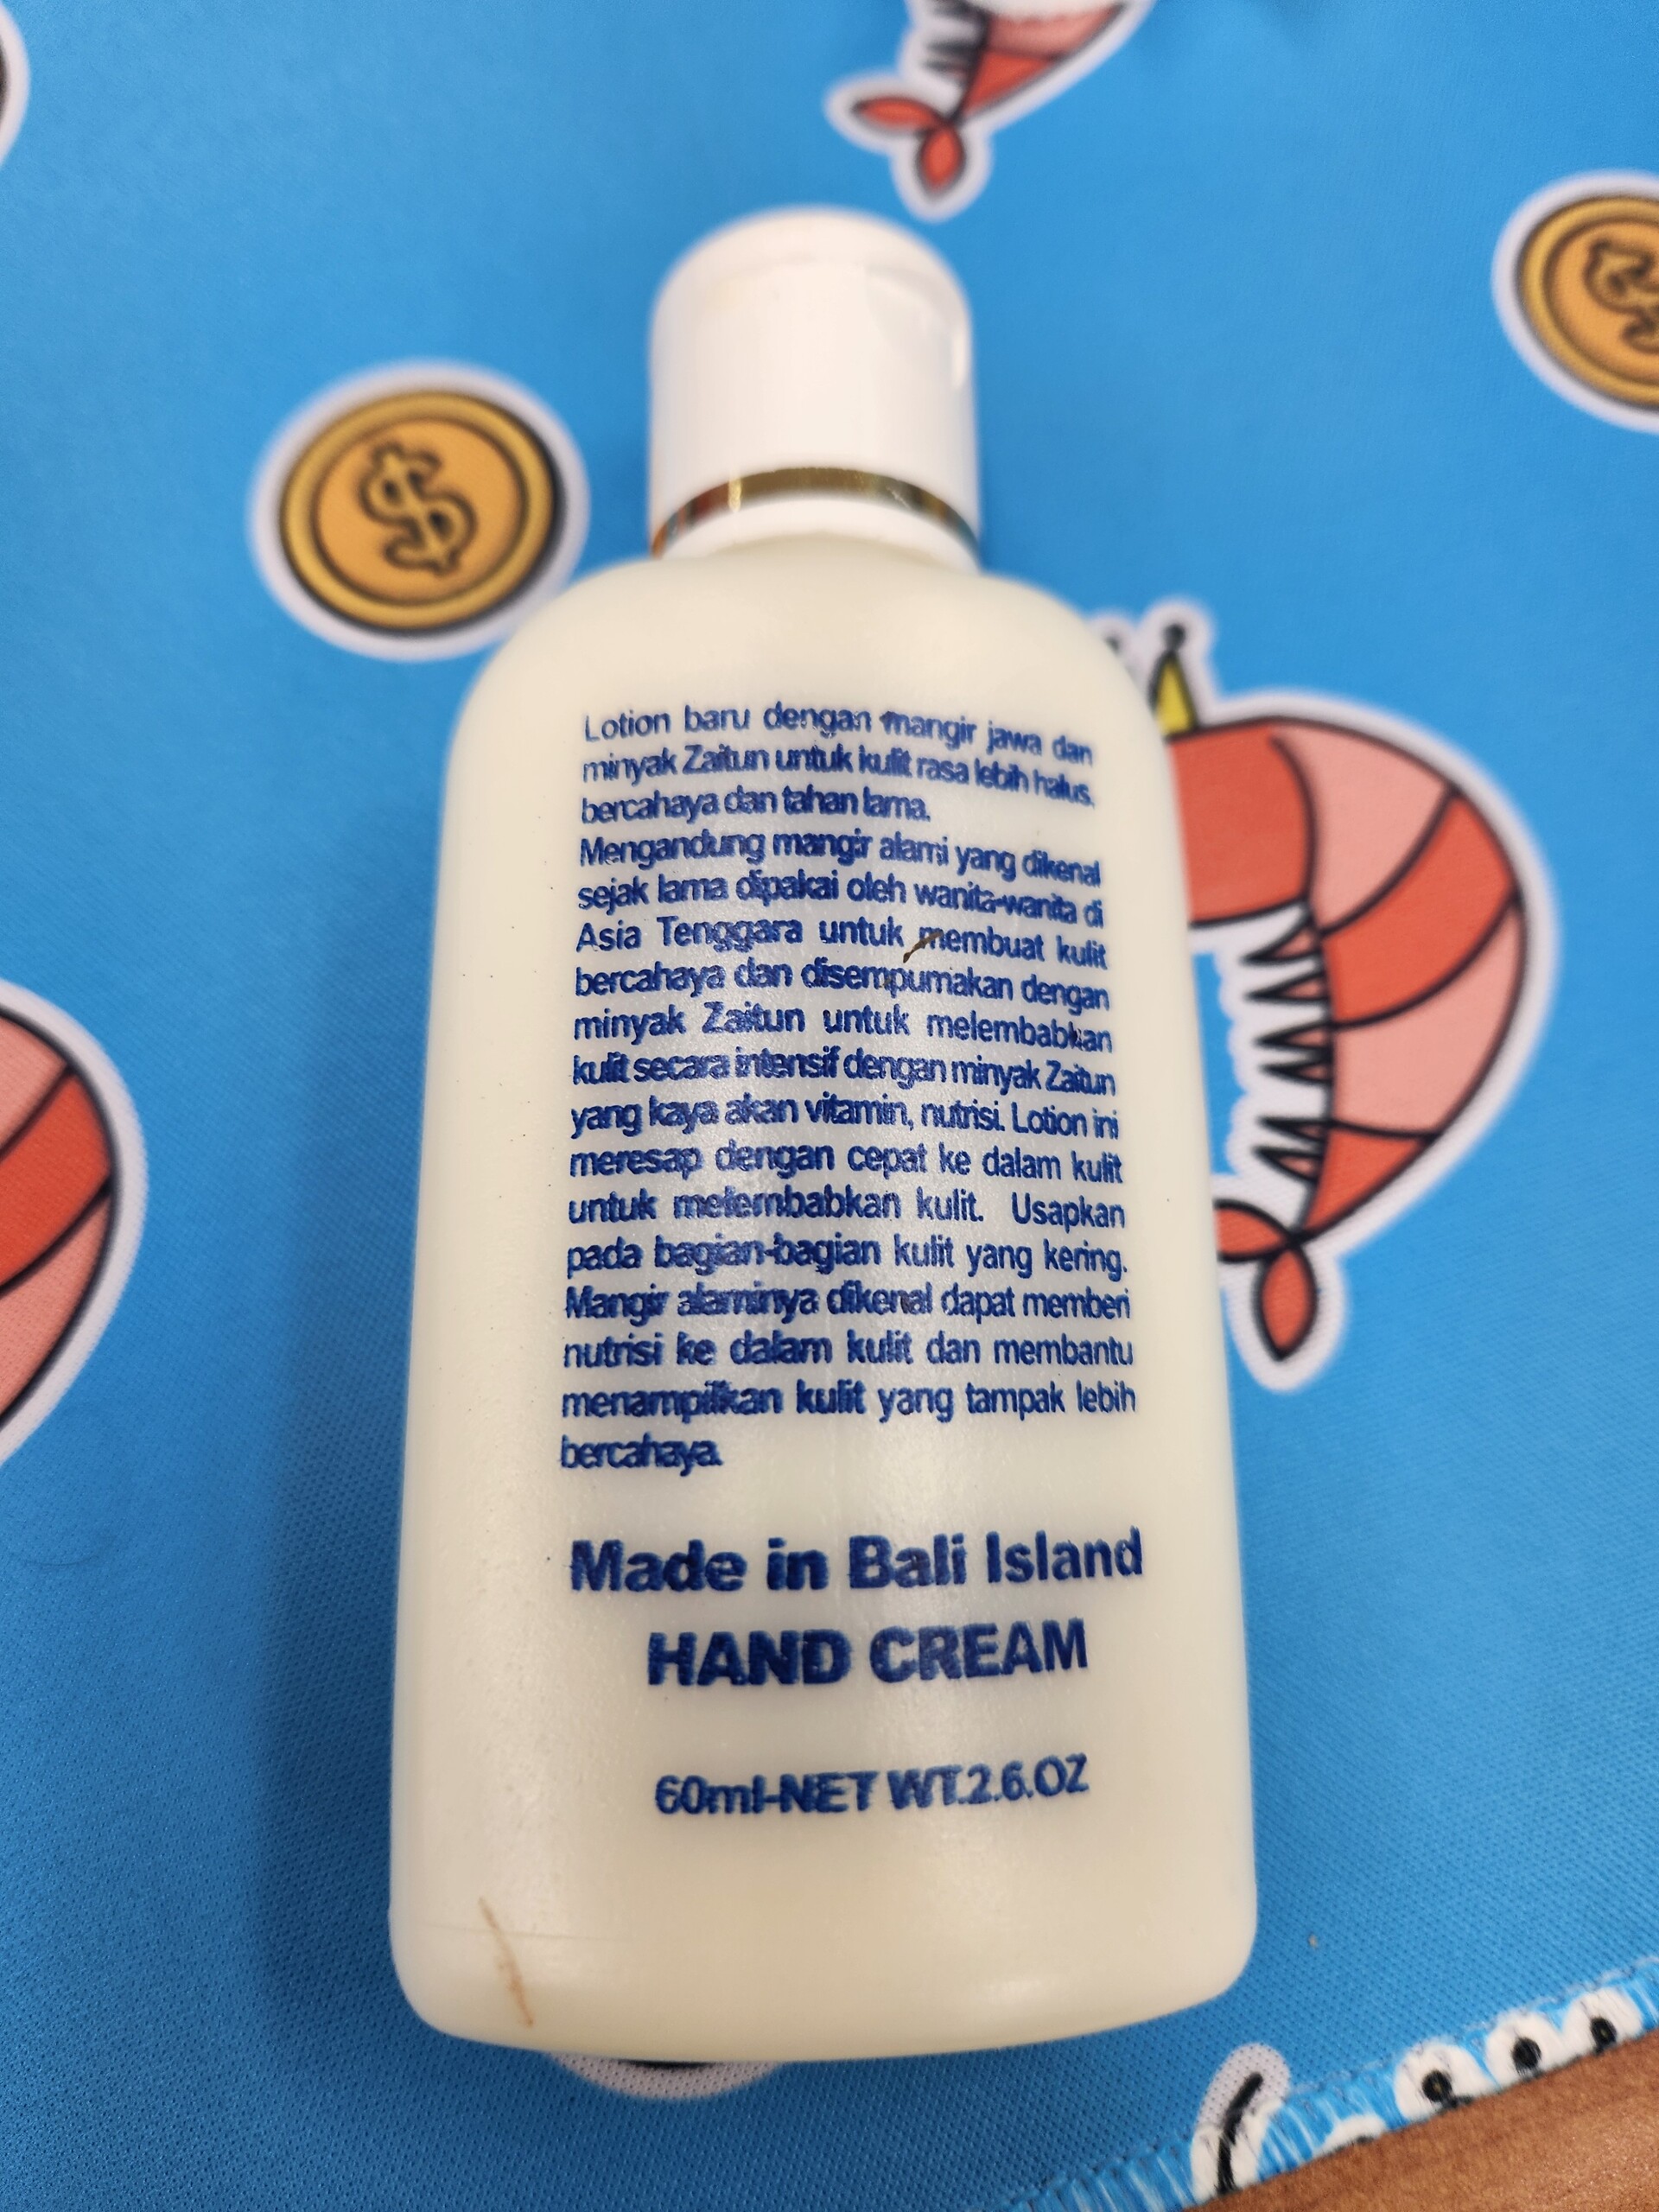 Lotion baru dengan mangir jawa dan
minyak Zaitun untuk kulit rasa lebih halus,
bercahaya dan tahan lama.
Mengandung mangir alami yang dikenal
sejak lama dipakai oleh wanita-wanita di
Asia Tenggara untuk membuat kulit
bercahaya dan disempurnakan dengan
minyak Zaitun untuk melembabkan
kulit secara intensif dengan minyak Zaitun
yang kaya akan vitamin, nutrisi. Lotion ini
meresap dengan cepat ke dalam kulit
untuk melembabkan kulit. Usapkan
pada bagian-bagian kulit yang kering.
Mangir alaminya dikenal dapat memberi
nutrisi ke dalam kulit dan membantu
menampilkan kulit yang tampak lebih
bercahaya.
Made in Bali Island
HAND CREAM
60ml-NET WT.2.6.OZ
$
$